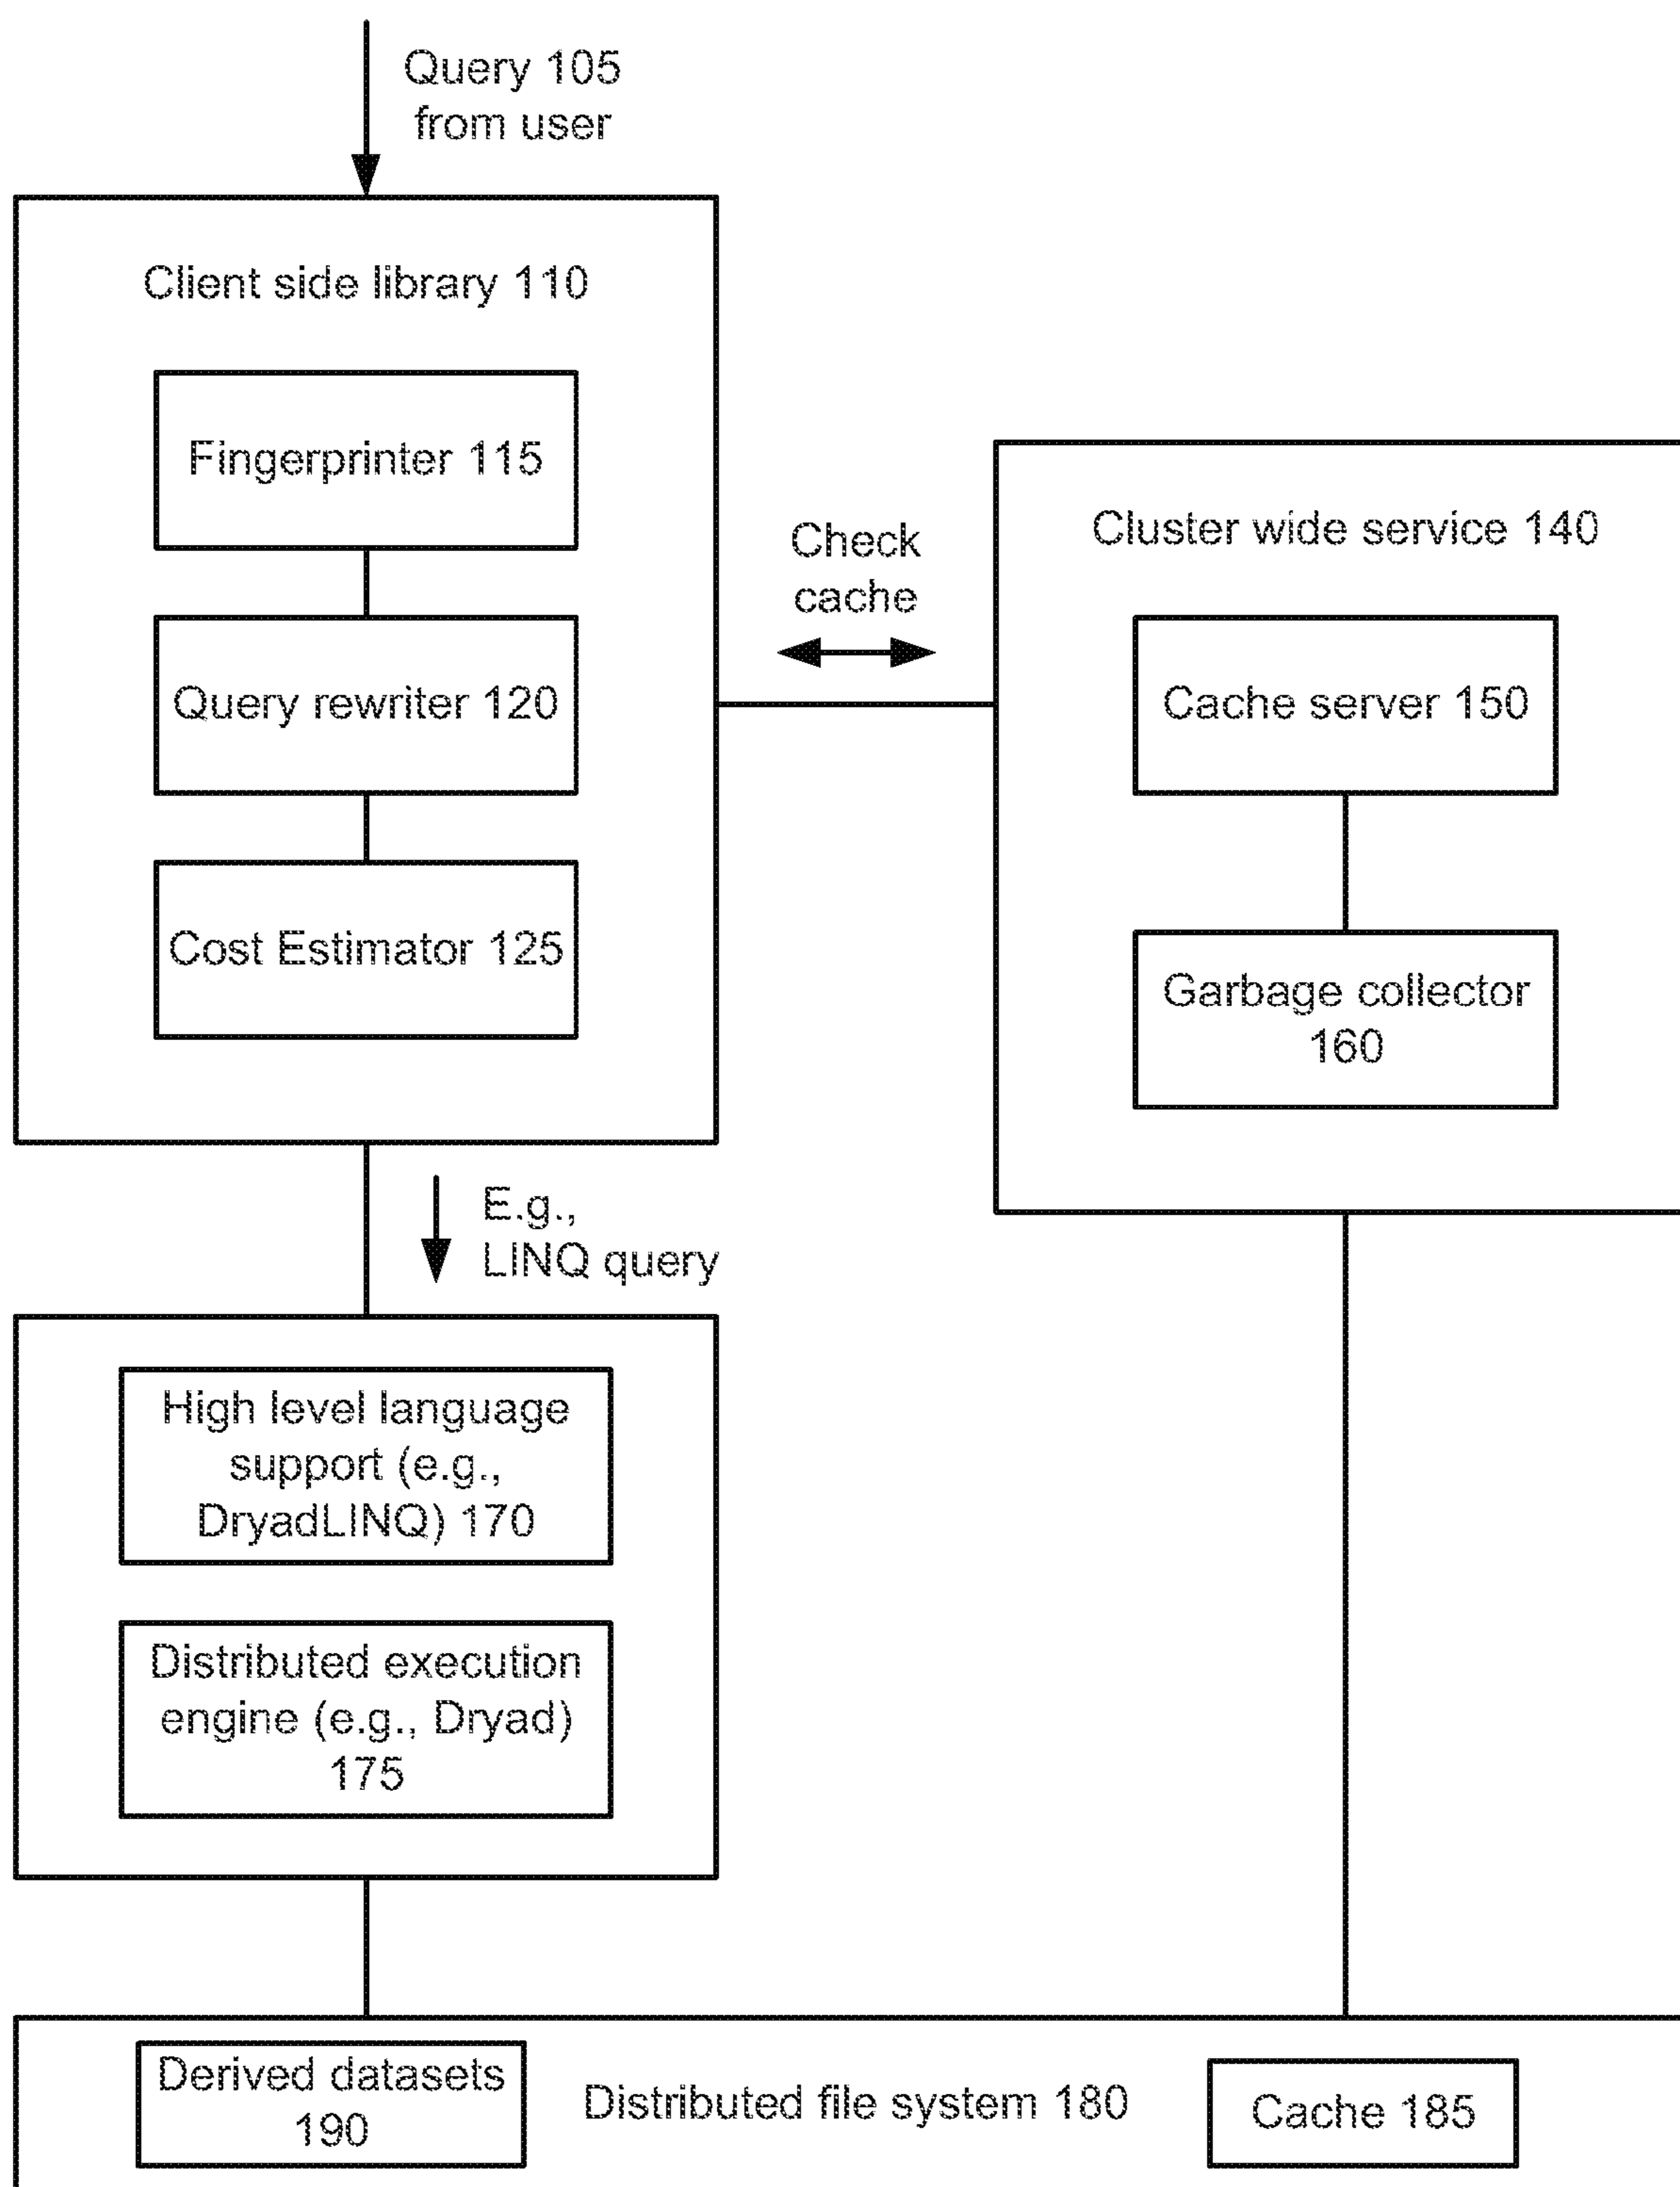 Query 105
from user
Client side library 110
Fingerprinter 115
Query rewriter 120
Cost Estimator 125
Check
cache
Cluster wide service 140
Cache server 150
Garbage collector
160
E.g.,
LINQ query
High level language
support (e.g.,
DryadLINQ) 170
Distributed execution
engine (e.g., Dryad)
175
Derived datasets
190
Distributed file system 180
Cache 185